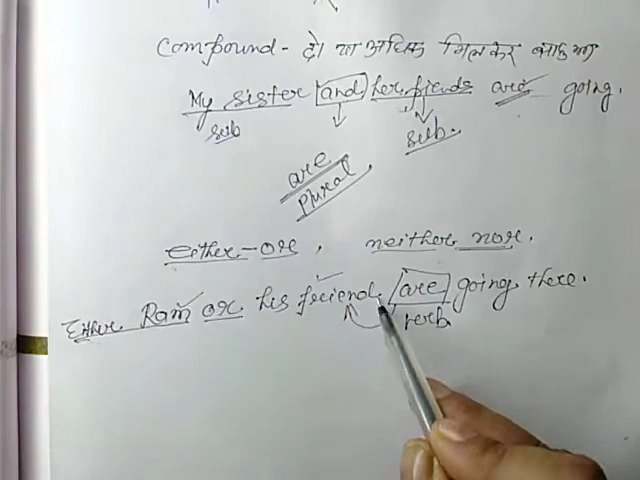 Compound - दो या अधिक मिलकर
My sister and her friends are going.
sub sub.
are
Plural
either-or, neither nor.
Either Ram or his friend are going there.
verb